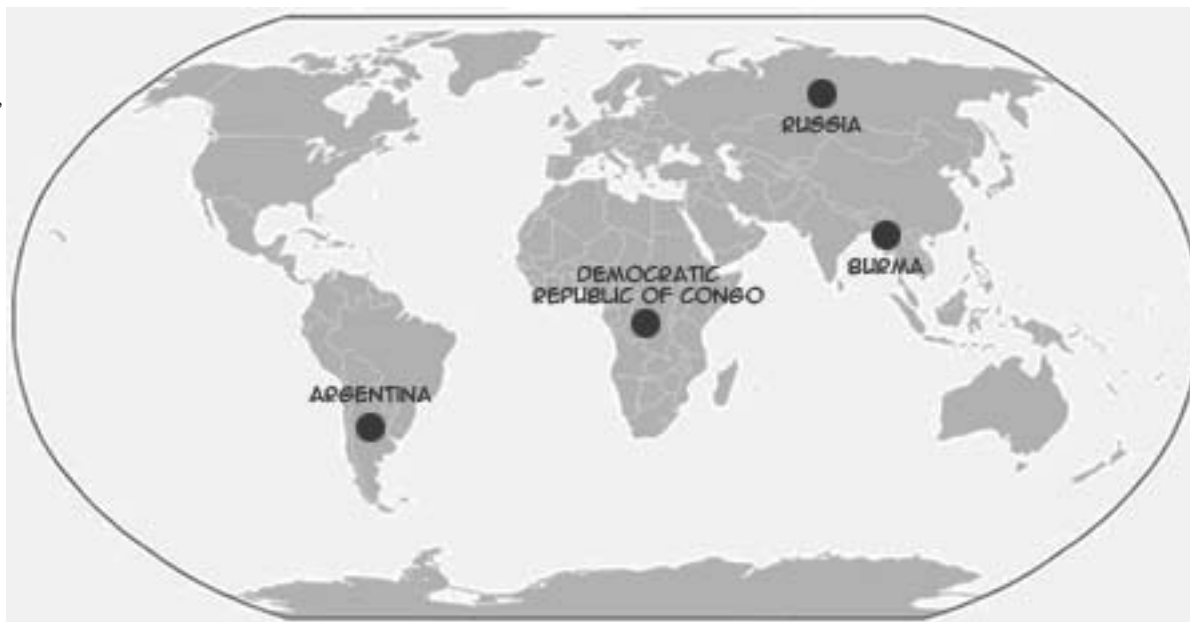 RUSSIA
BURMA
DEMOCRATIC
REPUBLIC OF CONGO
ARGENTINA